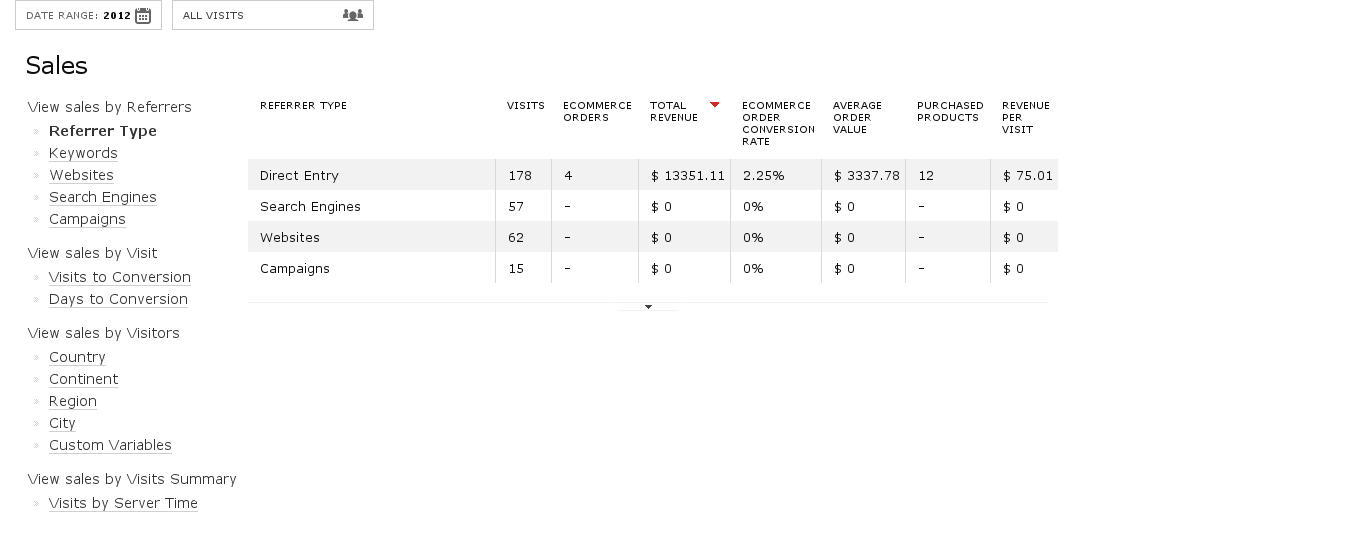 DATE RANGE: 2012 ALL VISITS
Sales
View sales by Referrers
» Referrer Type
» Keywords
» Websites
» Search Engines
» Campaigns
View sales by Visit
» Visits to Conversion
» Days to Conversion
View sales by Visitors
» Country
» Continent
» Region
» City
» Custom Variables
View sales by Visits Summary
» Visits by Server Time
REFERRER TYPE VISITS ECOMMERCE TOTAL ECOMMERCE AVERAGE PURCHASED REVENUE
ORDERS REVENUE ORDER ORDER PRODUCTS PER
CONVERSION VALUE VISIT
RATE
Direct Entry 178 4 $ 13351.11 2.25% $ 3337.78 12 $ 75.01
Search Engines 57 - $ 0 0% $ 0 - $ 0
Websites 62 - $ 0 0% $ 0 - $ 0
Campaigns 15 - $ 0 0% $ 0 - $ 0